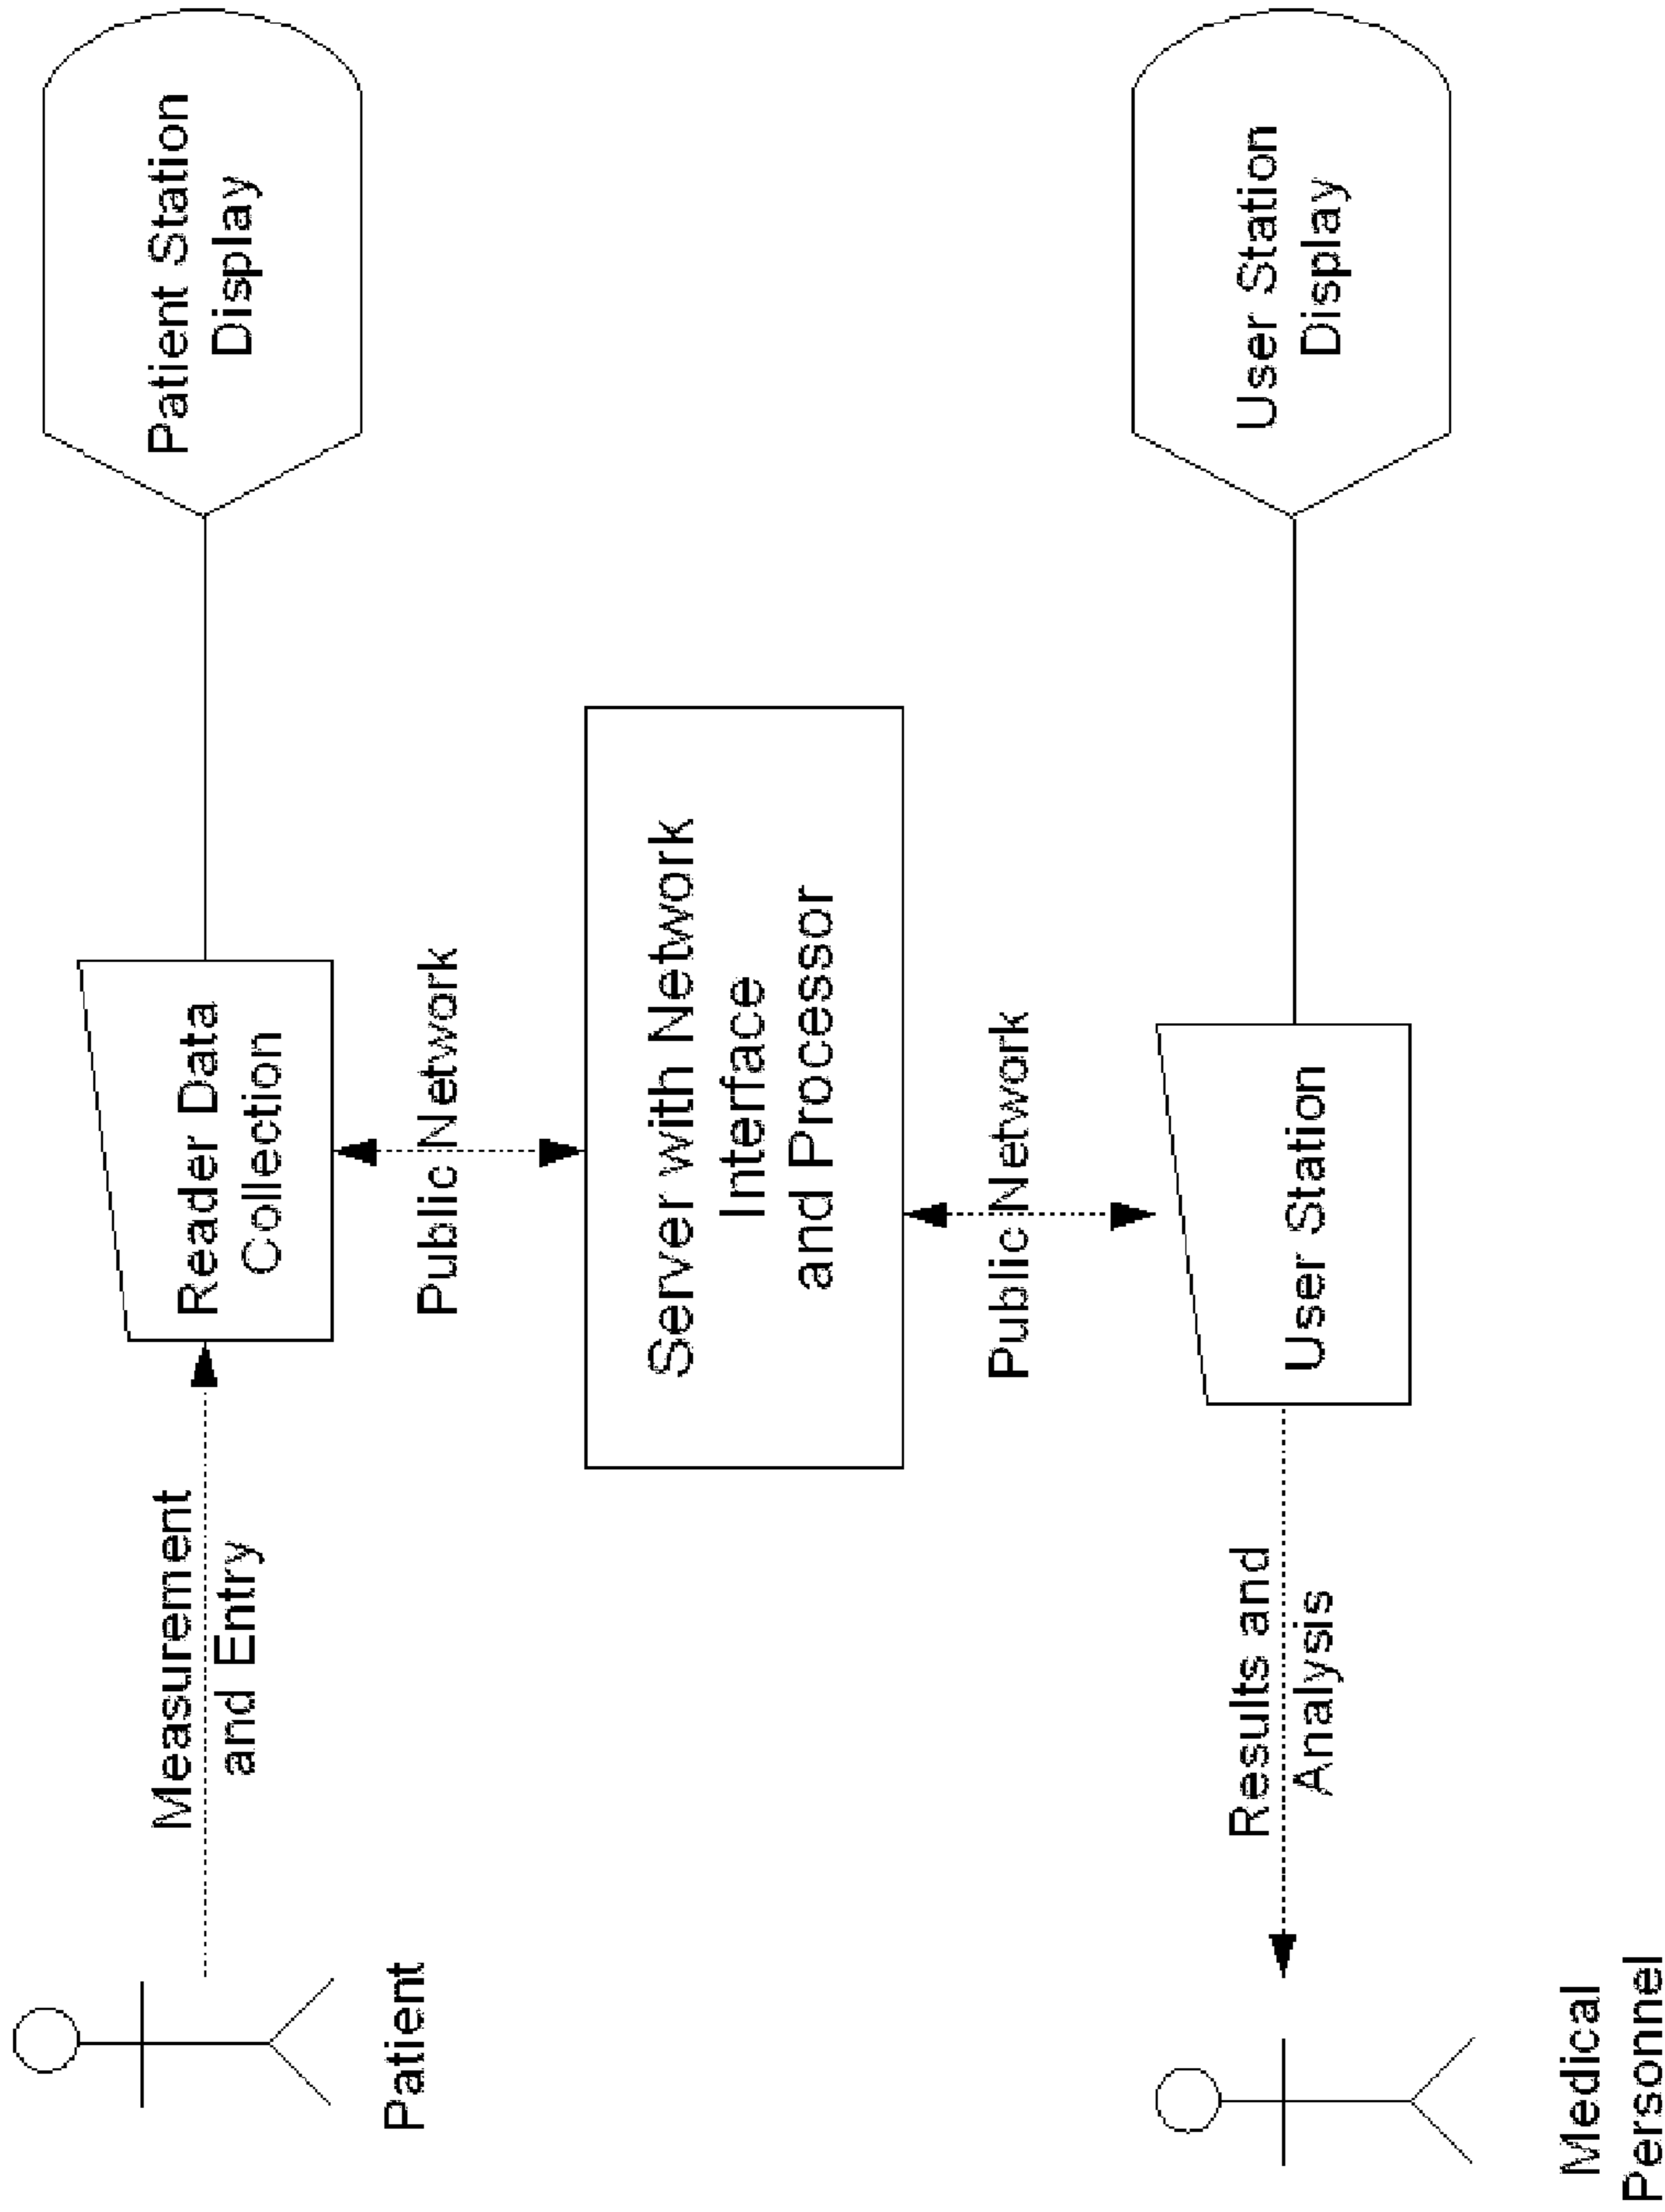 Patient
Measurement
and Entry
Reader Data
Collection
Patient Station
Display
Public Network
Server with Network
Interface
and Processor
Public Network
Medical
Personnel
Results and
Analysis
User Station
User Station
Display